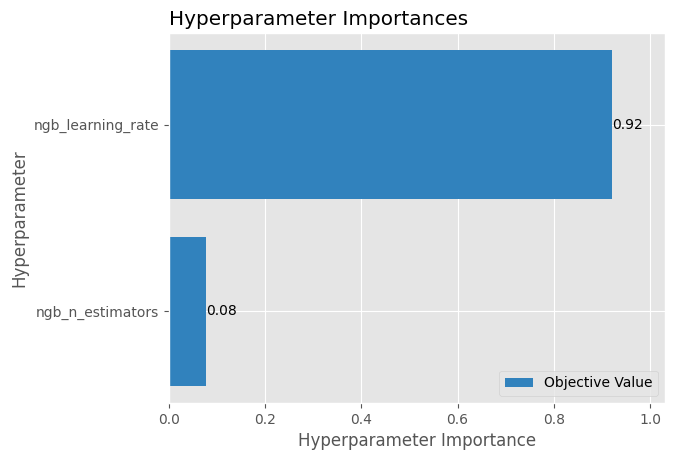 Hyperparameter Importances
Hyperparameter
ngb_learning_rate
0.92
ngb_n_estimators
0.08
Objective Value
0.0 0.2 0.4 0.6 0.8 1.0
Hyperparameter Importance